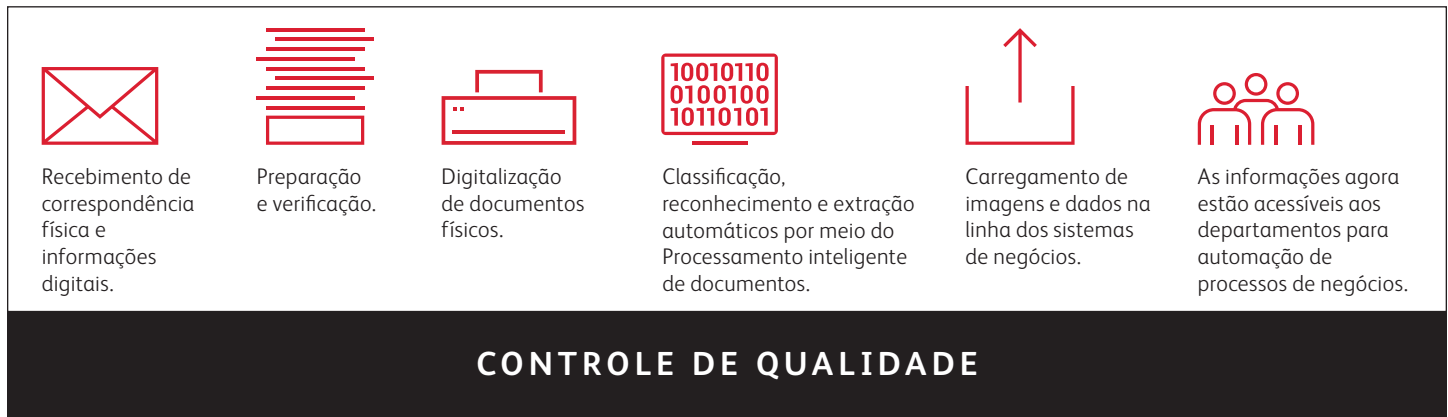 10010110
0100100
10110101
Recebimento de
correspondência
física e
informações
digitais.
Preparação
e verificação.
Digitalização
de documentos
físicos.
Classificação,
reconhecimento e extração
automáticos por meio do
Processamento inteligente
de documentos.
Carregamento de
imagens e dados na
linha dos sistemas
de negócios.
As informações agora
estão acessíveis aos
departamentos para
automação de
processos de negócios.
CONTROLE DE QUALIDADE